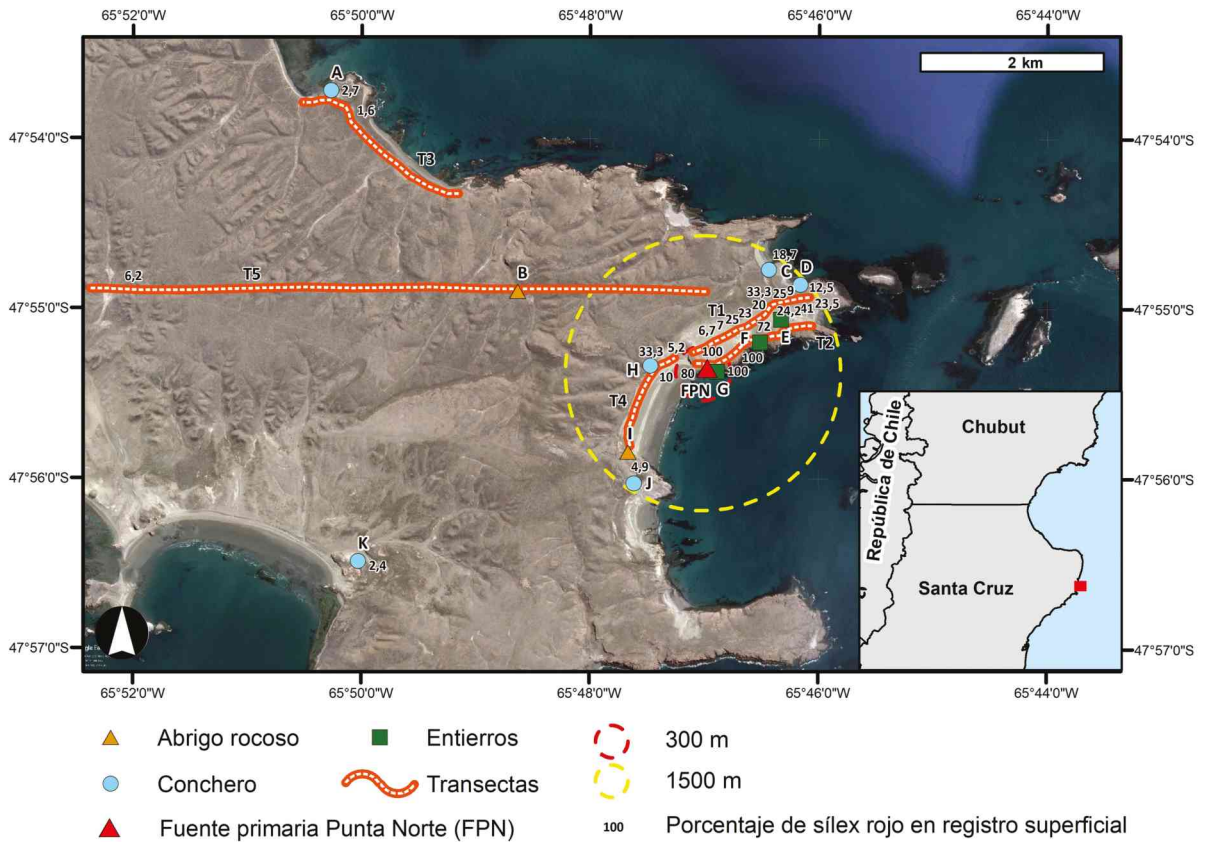 65°52'0"W 65°50'0"W 65°48'0"W 65°46'0"W 65°44'0"W
2 km
A
2,7
1,6
47°54'0"S 47°54'0"S
T3
18,7
C D
6,2 T5 B
12,5
33,3 25 9
20 23,5
47°55'0"S 47°55'0"S
T1 23 24,2 41
6,7 7 25 72
F E T2
33,3 5,2 100
H 100
10 80 100
FPN G
T4
I
4,9
J
47°56'0"S 47°56'0"S
K
2,4
República de Chile
Chubut
Santa Cruz
47°57'0"S 47°57'0"S
65°52'0"W 65°50'0"W 65°48'0"W 65°46'0"W 65°44'0"W
Abrigo rocoso Entierros 300 m
Conchero Transectas 1500 m
Fuente primaria Punta Norte (FPN) 100 Porcentaje de sílex rojo en registro superficial